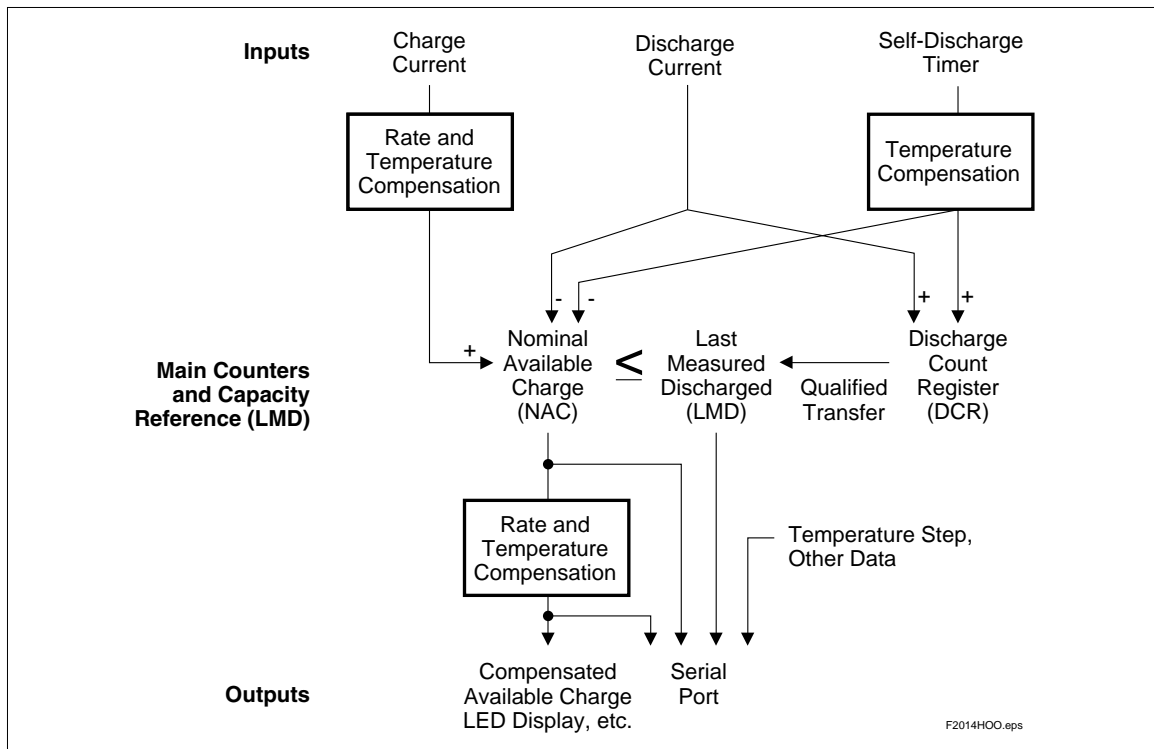 Inputs
Charge
Current
Discharge
Current
Self-Discharge
Timer
Rate and
Temperature
Compensation
Temperature
Compensation
-
-
+
+
+
Main Counters
and Capacity
Reference (LMD)
Nominal
Available
Charge
(NAC)
≤
Last
Measured
Discharged
(LMD)
Qualified
Transfer
Discharge
Count
Register
(DCR)
Rate and
Temperature
Compensation
Temperature Step,
Other Data
Outputs
Compensated
Available Charge
LED Display, etc.
Serial
Port
F2014HOO.eps